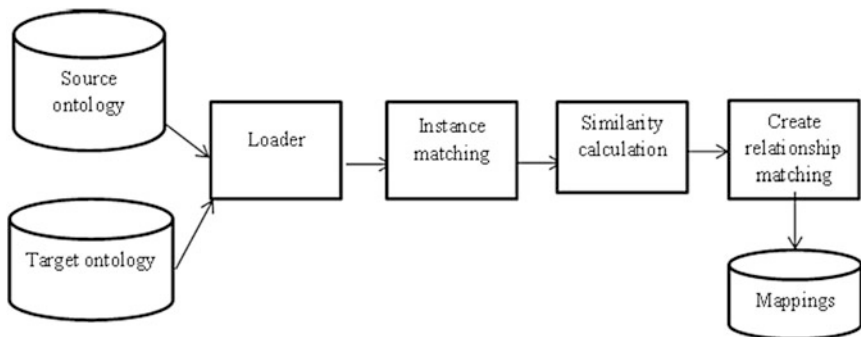 Source
ontology
Loader
Instance
matching
Similarity
calculation
Create
relationship
matching
Target ontology
Mappings